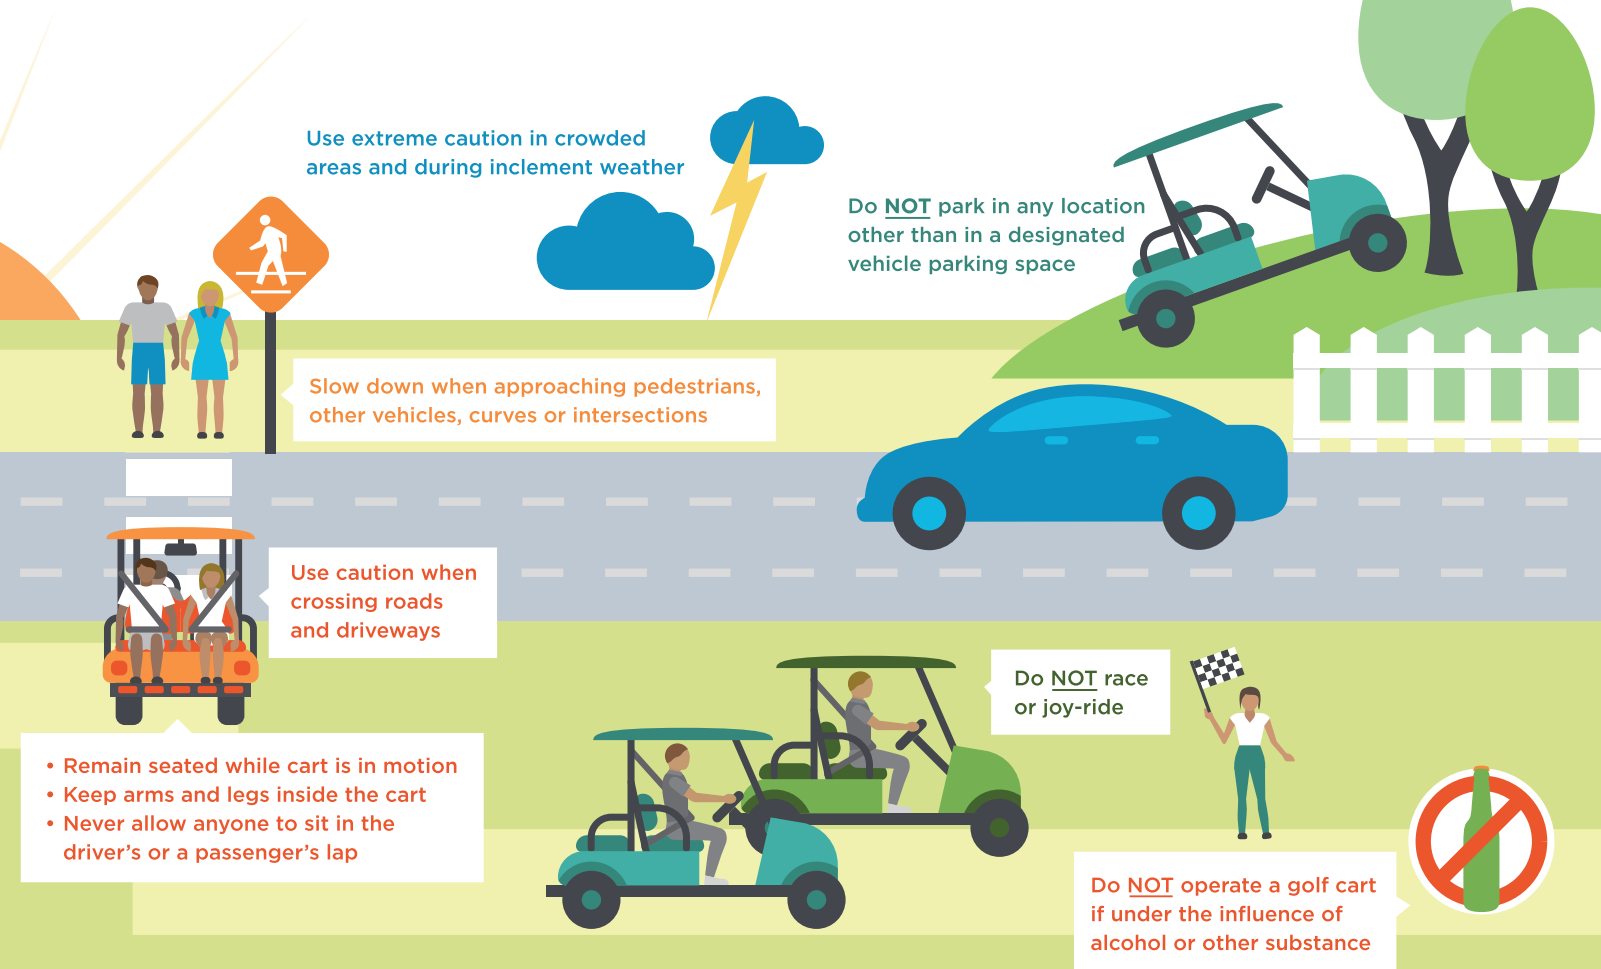 Use extreme caution in crowded
areas and during inclement weather
Do NOT park in any location
other than in a designated
vehicle parking space
Slow down when approaching pedestrians,
other vehicles, curves or intersections
Use caution when
crossing roads
and driveways
Do NOT race
or joy-ride
• Remain seated while cart is in motion
• Keep arms and legs inside the cart
• Never allow anyone to sit in the
driver’s or a passenger’s lap
Do NOT operate a golf cart
if under the influence of
alcohol or other substance